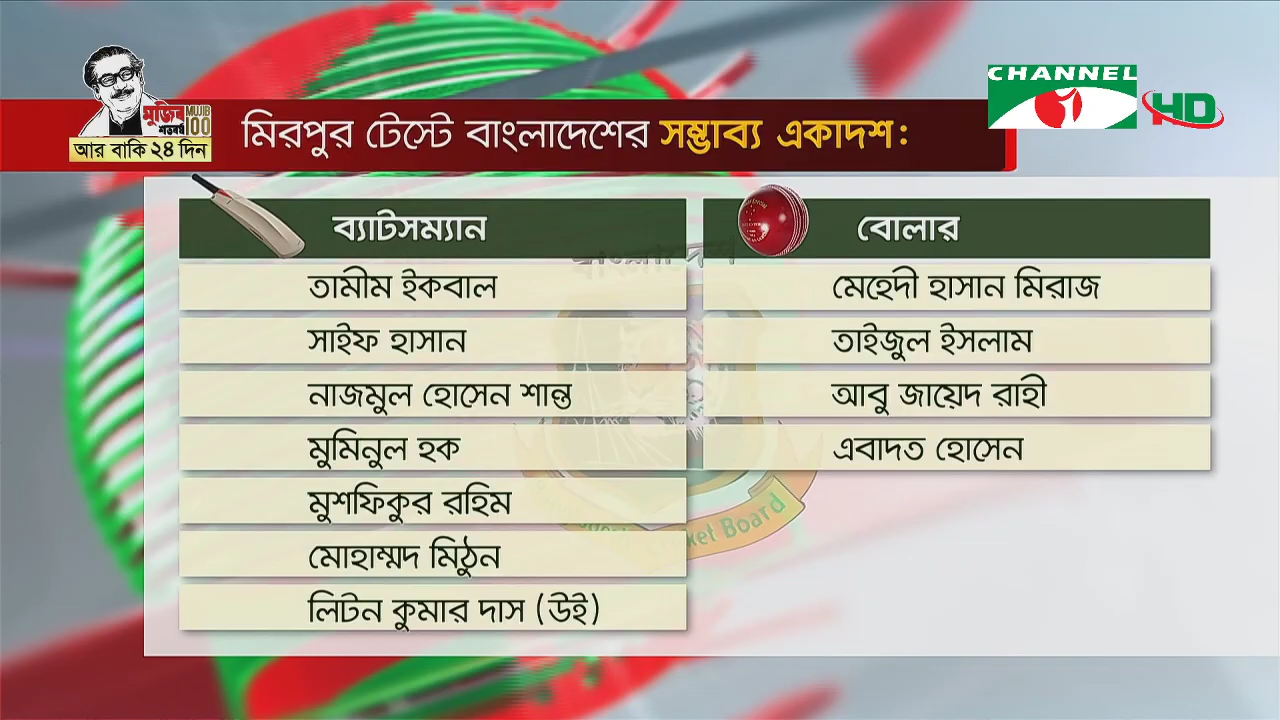 CHANNEL
i HD
মুজিব
শতবর্ষ
MUJIB
100
আর বাকি ২৪ দিন
মিরপুর টেস্টে বাংলাদেশের সম্ভাব্য একাদশ:
ব্যাটসম্যান
তামীম ইকবাল
সাইফ হাসান
নাজমুল হোসেন শান্ত
মুমিনুল হক
মুশফিকুর রহিম
মোহাম্মদ মিঠুন
লিটন কুমার দাস (উই)
বোলার
মেহেদী হাসান মিরাজ
তাইজুল ইসলাম
আবু জায়েদ রাহী
এবাদত হোসেন
বাংলাদেশ
Board